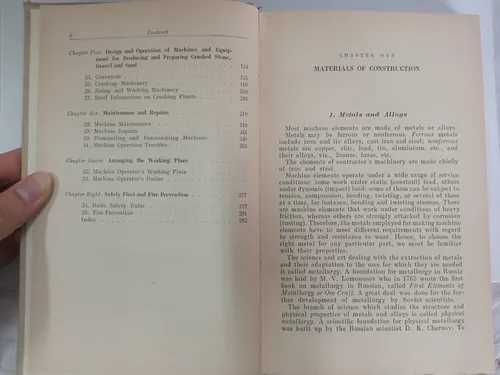 6
Contents
Chapter Five. Design and Operation of Machines and Equip-
ment for Producing and Preparing Crushed Stone,
Gravel and Sand
24. Conveyors
25. Crushing Machinery
26. Sizing and Washing Machinery
27. Brief Information on Crushing Plants
Chapter Six. Maintenance and Repairs
28. Machine Maintenance
29. Machine Repairs
30. Dismantling and Reassembling Machines
31. Machine Operation Troubles
Chapter Seven. Arranging the Working Place
32. Machine Operator's Working Place
33. Machine Operator's Duties
Chapter Eight. Safety First and Fire Prevention
34. Basic Safety Rules
35. Fire Prevention
Index
CHAPTER ONE
MATERIALS OF CONSTRUCTION
1. Metals and Alloys
Most machine elements are made of metals or alloys.
Metals may be ferrous or nonferrous. Ferrous metals
include iron and its alloys, cast iron and steel; nonferrous
metals are copper, zinc, lead, tin, aluminium, etc., and
their alloys, viz., bronze, brass, etc.
The elements of contractor's machinery are made chiefly
of iron and steel.
Machine elements operate under a wide range of service
conditions: some work under static (constant) load, others
under dynamic (impact) load; some of them may be subject to
tension, compression, bending, twisting, or several of these
at a time, for instance, bending and twisting stresses. There
are machine elements that work under conditions of heavy
friction, whereas others are strongly attacked by corrosion
(rusting). Therefore, the metals employed for making machine
elements have to meet different requirements with regard
to strength and resistance to wear. Hence, to choose the
right metal for any particular part, we must be familiar
with their properties.
The science and art dealing with the extraction of metals
and their adaptation to the uses for which they are needed
is called metallurgy. A foundation for metallurgy in Russia
was laid by M. V. Lomonosov who in 1763 wrote the first
book on metallurgy in Russian, called First Elements of
Metallurgy or Ore Craft. A great deal was done for the fur-
ther development of metallurgy by Soviet scientists.
The branch of science which studies the structure and
physical properties of metals and alloys is called physical
metallurgy. A scientific foundation for physical metallurgy
was built up by the Russian scientist D. K. Chernov. To